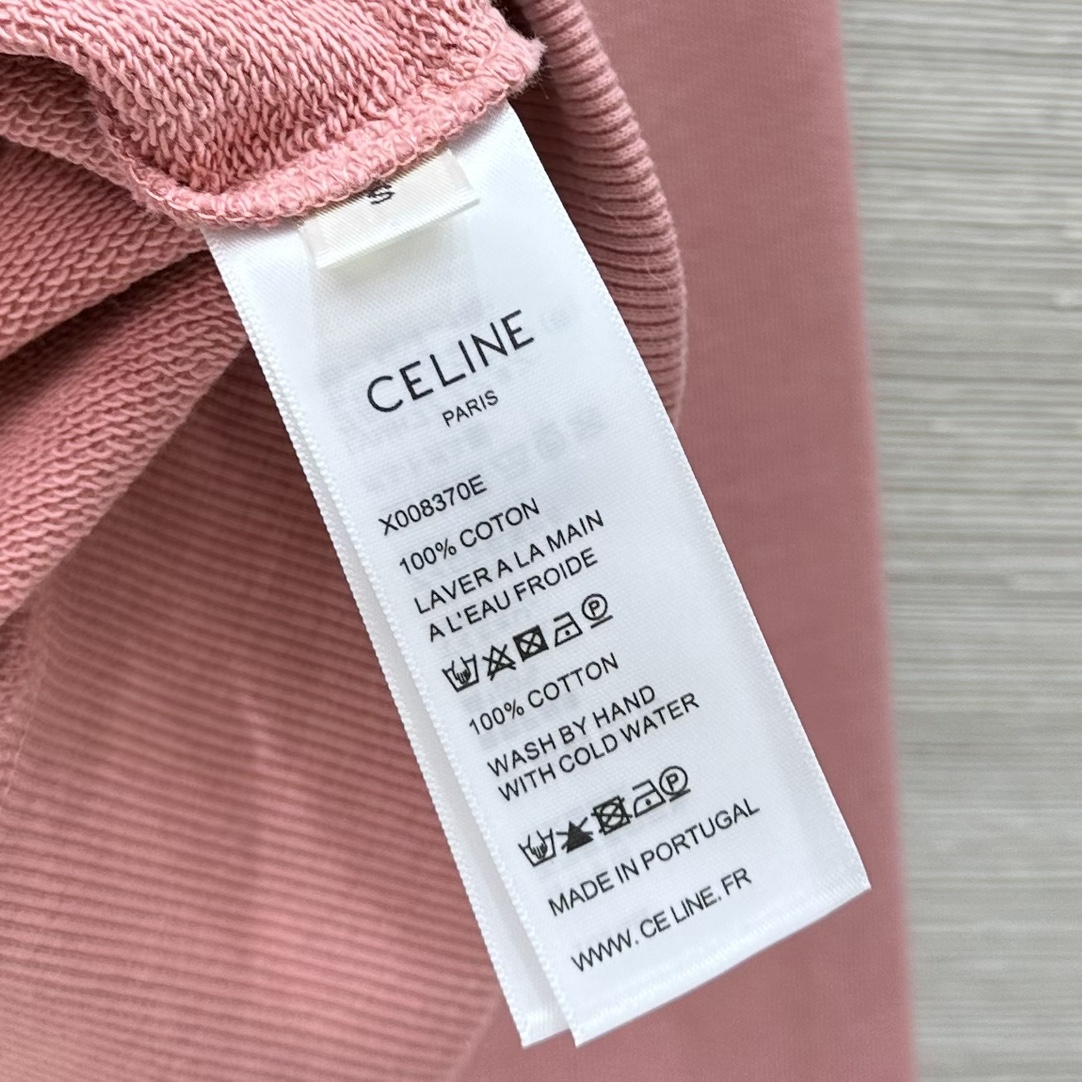 S
CELINE
PARIS
X008370E
100% COTON
LAVER A LA MAIN
A L'EAU FROIDE
P
100% COTTON
WASH BY HAND
WITH COLD WATER
P
MADE IN PORTUGAL
WWW. CE LINE. FR